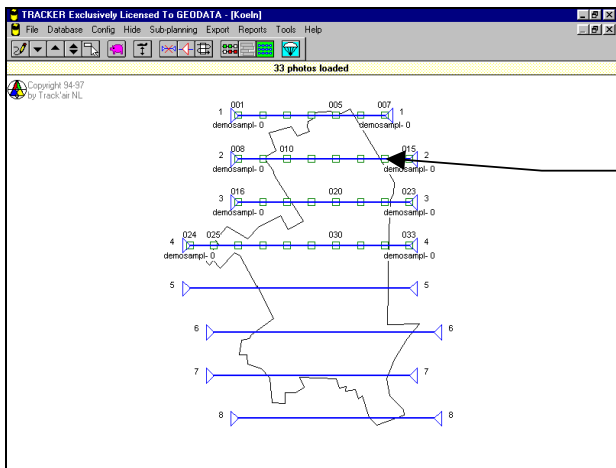 TRACKER Exclusively Licensed To GEODATA - [Koeln]
File Database Config Hide Sub-planning Export Reports Tools Help
33 photos loaded
Copyright 94-97
by Track'air NL
001 005 007
1 1
demosampl- 0 demosampl- 0
008 010 015
2 2
demosampl- 0 demosampl- 0
016 020 023
3 3
demosampl- 0 demosampl- 0
024 025 030 033
4 4
demosampl- 0 demosampl- 0
5 5
6 6
7 7
8 8